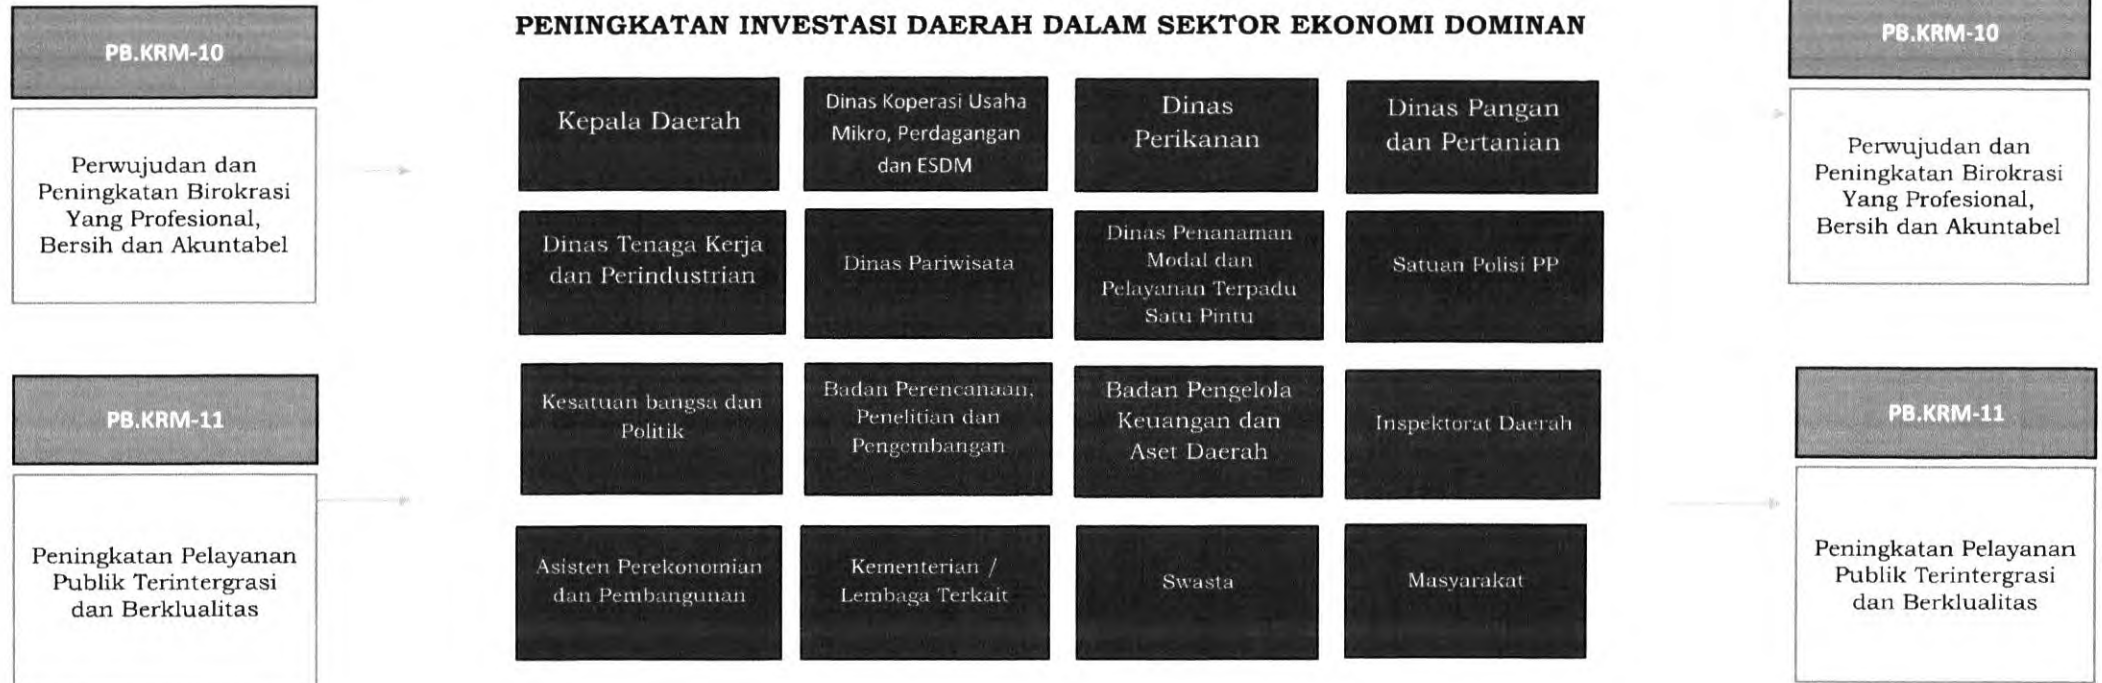 PENINGKATAN INVESTASI DAERAH DALAM SEKTOR EKONOMI DOMINAN
PB.KRM-10
Perwujudan dan
Peningkatan Birokrasi
Yang Profesional,
Bersih dan Akuntabel
PB.KRM-11
Peningkatan Pelayanan
Publik Terintergrasi
dan Berklualitas
Kepala Daerah
Dinas Koperasi Usaha
Mikro, Perdagangan
dan ESDM
Dinas
Perikanan
Dinas Pangan
dan Pertanian
Dinas Tenaga Kerja
dan Perindustrian
Dinas Pariwisata
Dinas Penanaman
Modal dan
Pelayanan Terpadu
Satu Pintu
Satuan Polisi PP
Kesatuan bangsa dan
Politik
Badan Perencanaan,
Penelitian dan
Pengembangan
Badan Pengelola
Keuangan dan
Aset Daerah
Inspektorat Daerah
Asisten Perekonomian
dan Pembangunan
Kementerian /
Lembaga Terkait
Swasta
Masyarakat
PB.KRM-10
Perwujudan dan
Peningkatan Birokrasi
Yang Profesional,
Bersih dan Akuntabel
PB.KRM-11
Peningkatan Pelayanan
Publik Terintergrasi
dan Berklualitas